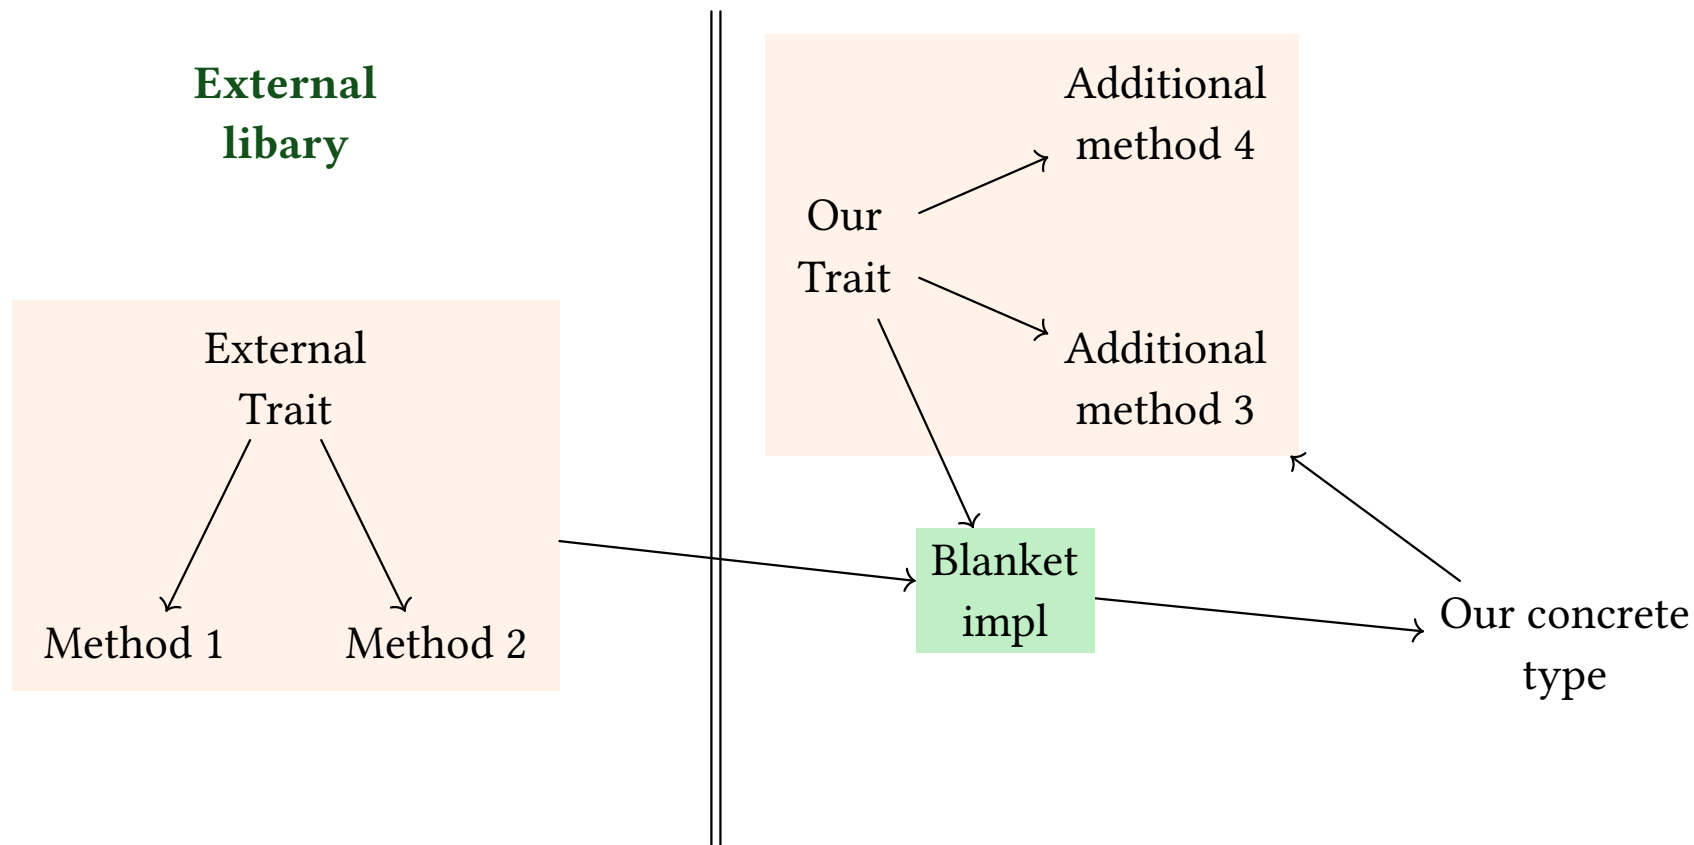 External
libary
External
Trait
Method 1
Method 2
Our
Trait
Additional
method 4
Additional
method 3
Blanket
impl
Our concrete
type